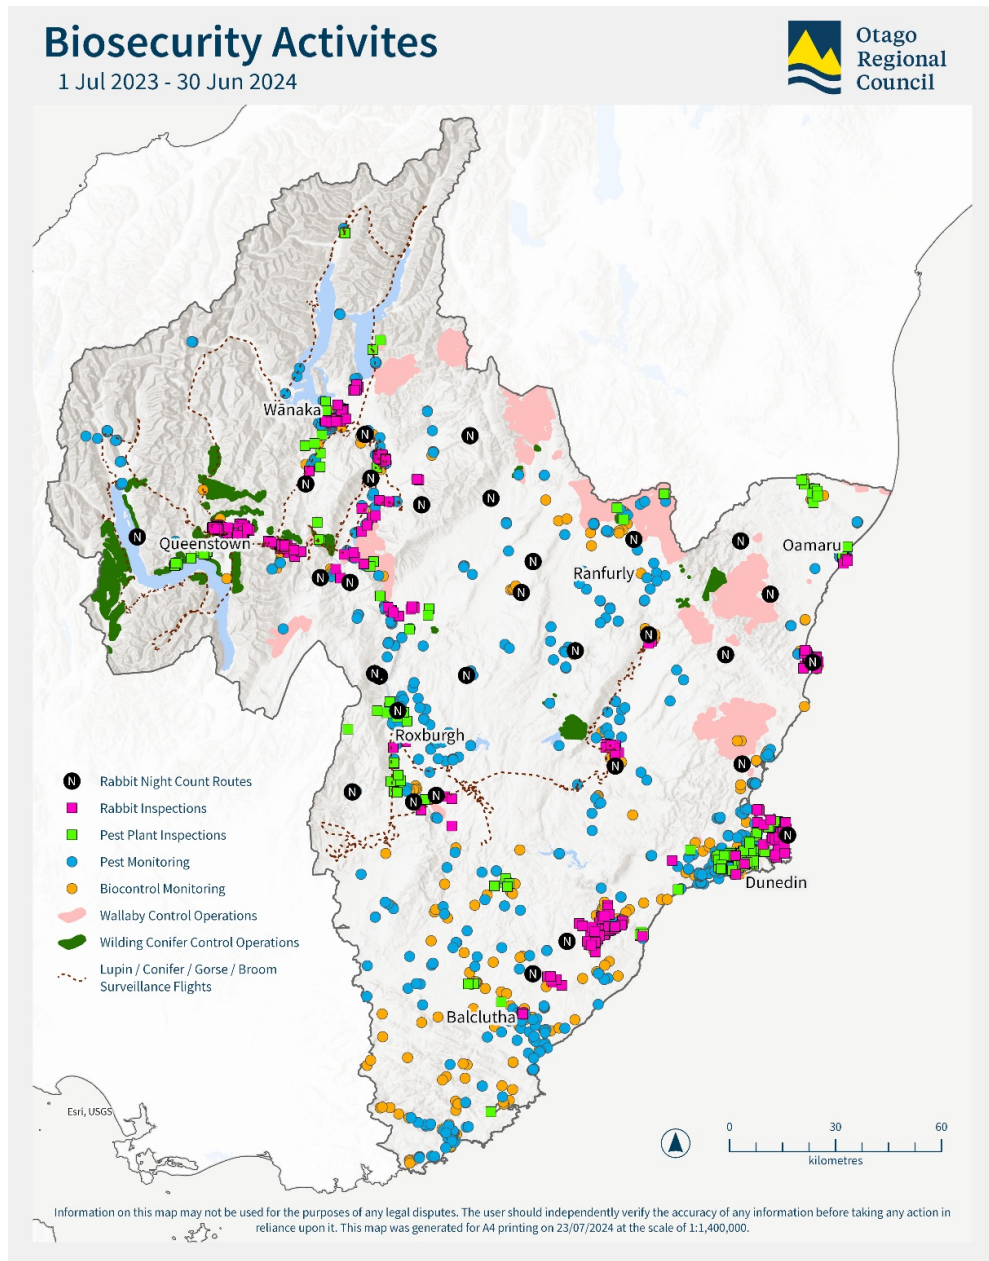 Biosecurity Activites
1 Jul 2023 - 30 Jun 2024
Otago
Regional
Council
Wānaka
N
N
N
N
N
N
N
Queenstown
N
N
Oamaru
N
Ranfurly
N
N
N
N
N
N
N
N
N
N
N
N
Roxburgh
N
N
N Rabbit Night Count Routes
N
N
N
Rabbit Inspections
Pest Plant Inspections
N
Pest Monitoring
Dunedin
Biocontrol Monitoring
Wallaby Control Operations
Wilding Conifer Control Operations
N
Lupin / Conifer / Gorse / Broom
Surveillance Flights
N
Balclutha
Esri, USGS
0 30 60
kilometres
Information on this map may not be used for the purposes of any legal disputes. The user should independently verify the accuracy of any information before taking any action in
reliance upon it. This map was generated for A4 printing on 23/07/2024 at the scale of 1:1,400,000.